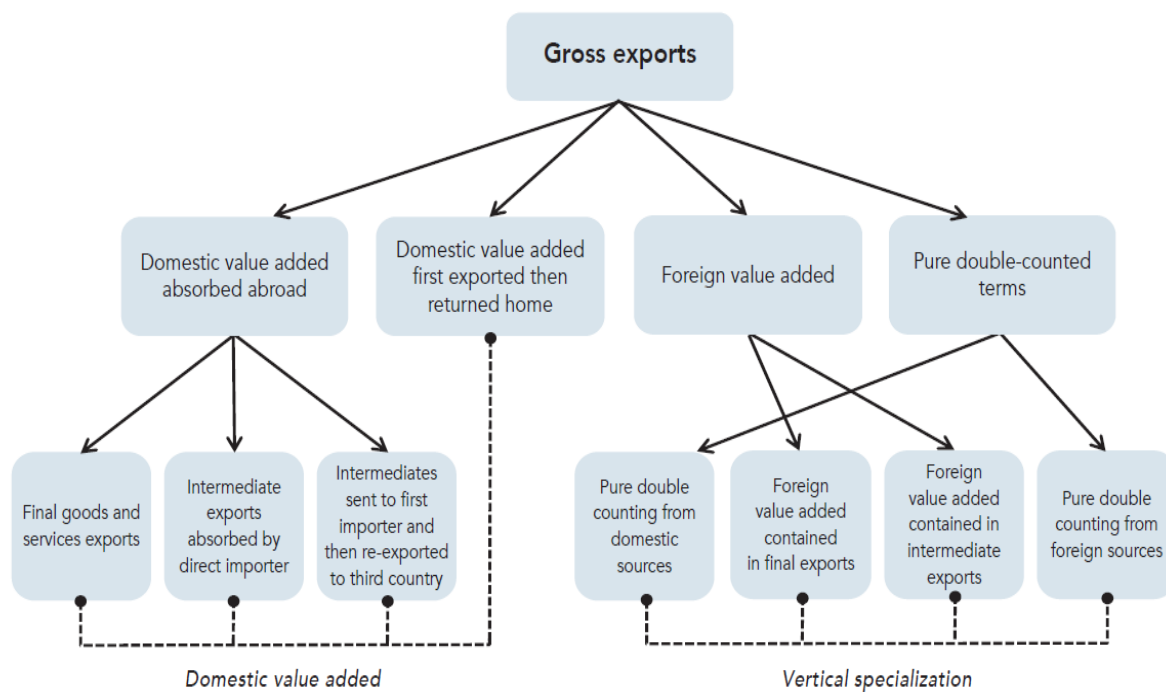 Gross exports
Domestic value added
absorbed abroad
Domestic value added
first exported then
returned home
Foreign value added
Pure double-counted
terms
Final goods and
services exports
Intermediate
exports
absorbed by
direct importer
Intermediates
sent to first
importer and
then re-exported
to third country
Pure double
counting from
domestic
sources
Foreign
value added
contained
in final exports
Foreign
value added
contained in
intermediate
exports
Pure double
counting from
foreign sources
Domestic value added
Vertical specialization